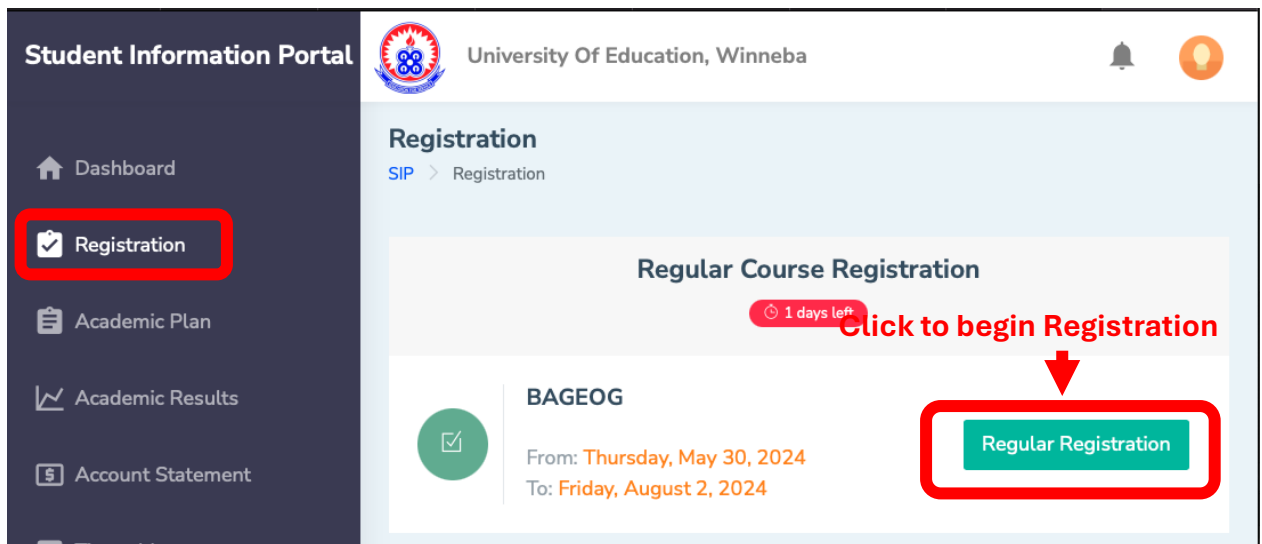 Student Information Portal
University Of Education, Winneba
Dashboard
Registration
Academic Plan
Academic Results
Account Statement
Registration
SIP > Registration
Regular Course Registration
1 days left
Click to begin Registration
BAGEOG
From: Thursday, May 30, 2024
To: Friday, August 2, 2024
Regular Registration